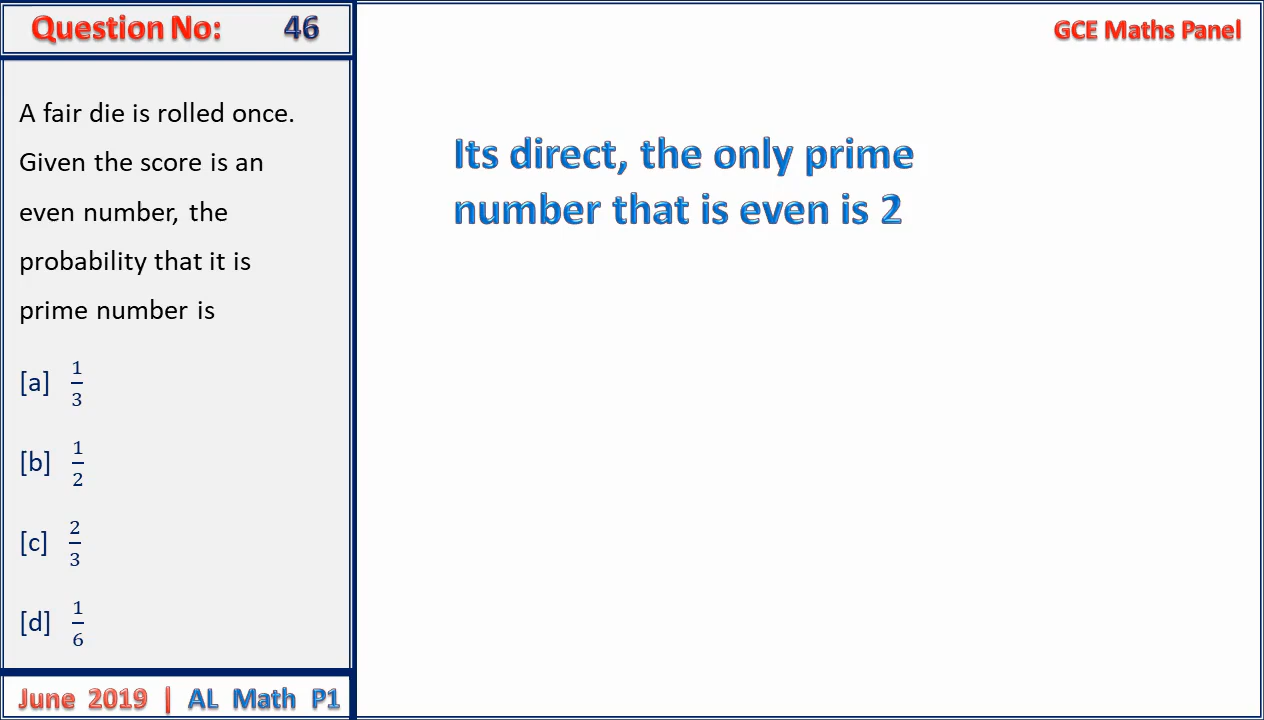 Question No: 46
GCE Maths Panel
A fair die is rolled once.
Given the score is an
even number, the
probability that it is
prime number is
[a] 1/3
[b] 1/2
[c] 2/3
[d] 1/6
Its direct, the only prime
number that is even is 2
June 2019 | AL Math P1